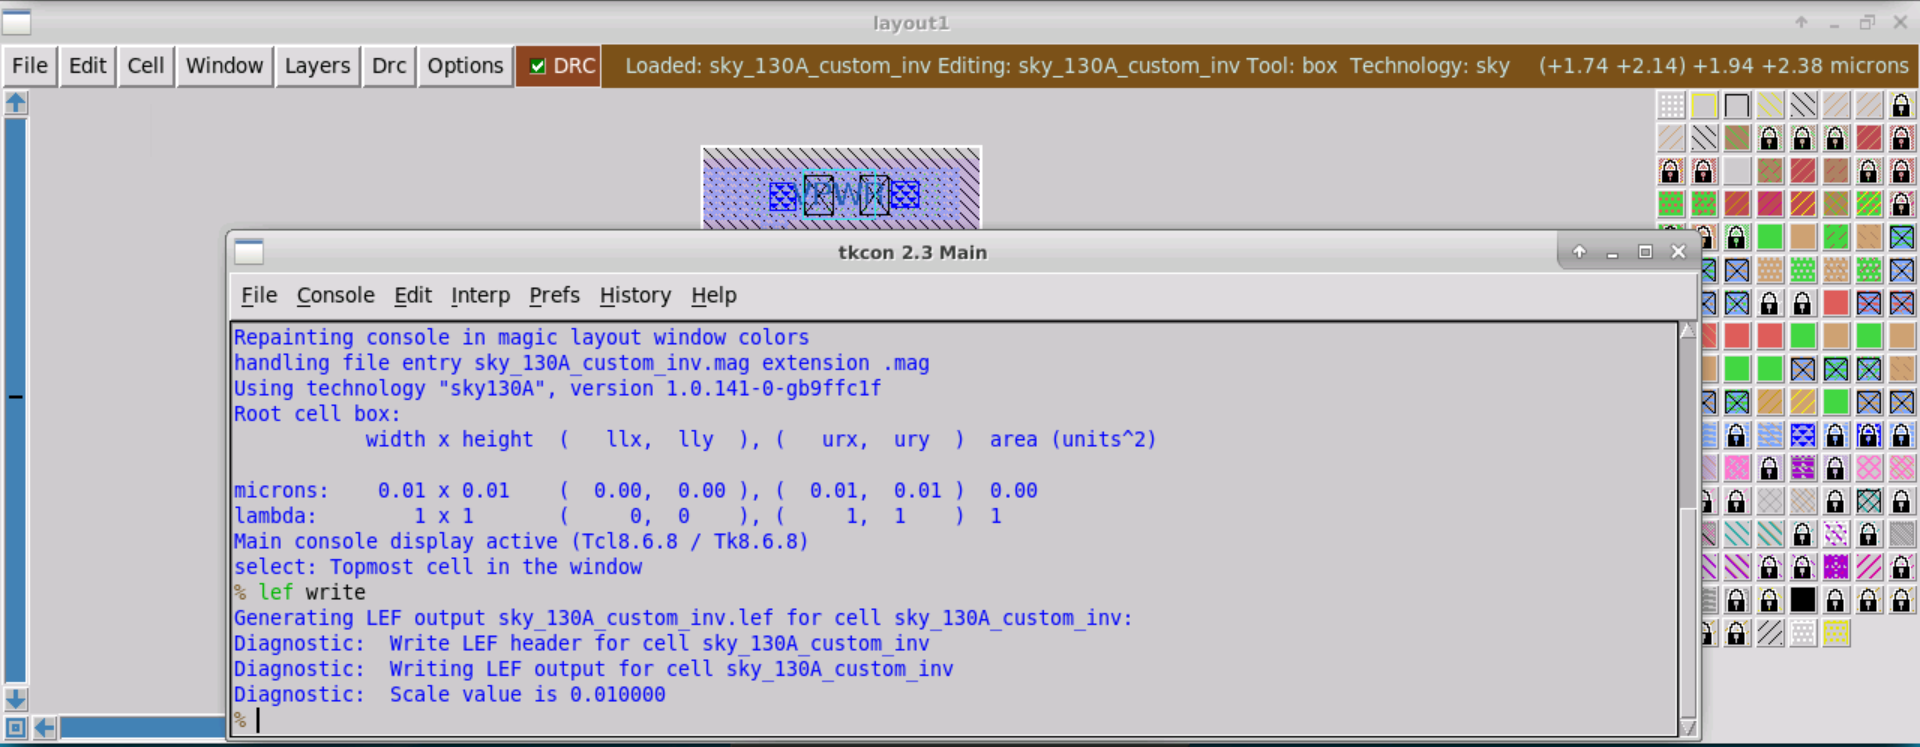 layout1
File Edit Cell Window Layers Drc Options DRC Loaded: sky_130A_custom_inv Editing: sky_130A_custom_inv Tool: box Technology: sky (+1.74 +2.14) +1.94 +2.38 microns
VPWR
tkcon 2.3 Main
File Console Edit Interp Prefs History Help
Repainting console in magic layout window colors
handling file entry sky_130A_custom_inv.mag extension .mag
Using technology "sky130A", version 1.0.141-0-gb9ffc1f
Root cell box:
width x height ( llx, lly ), ( urx, ury ) area (units^2)
microns: 0.01 x 0.01 ( 0.00, 0.00 ), ( 0.01, 0.01 ) 0.00
lambda: 1 x 1 ( 0, 0 ), ( 1, 1 ) 1
Main console display active (Tcl8.6.8 / Tk8.6.8)
select: Topmost cell in the window
% lef write
Generating LEF output sky_130A_custom_inv.lef for cell sky_130A_custom_inv:
Diagnostic: Write LEF header for cell sky_130A_custom_inv
Diagnostic: Writing LEF output for cell sky_130A_custom_inv
Diagnostic: Scale value is 0.010000
%